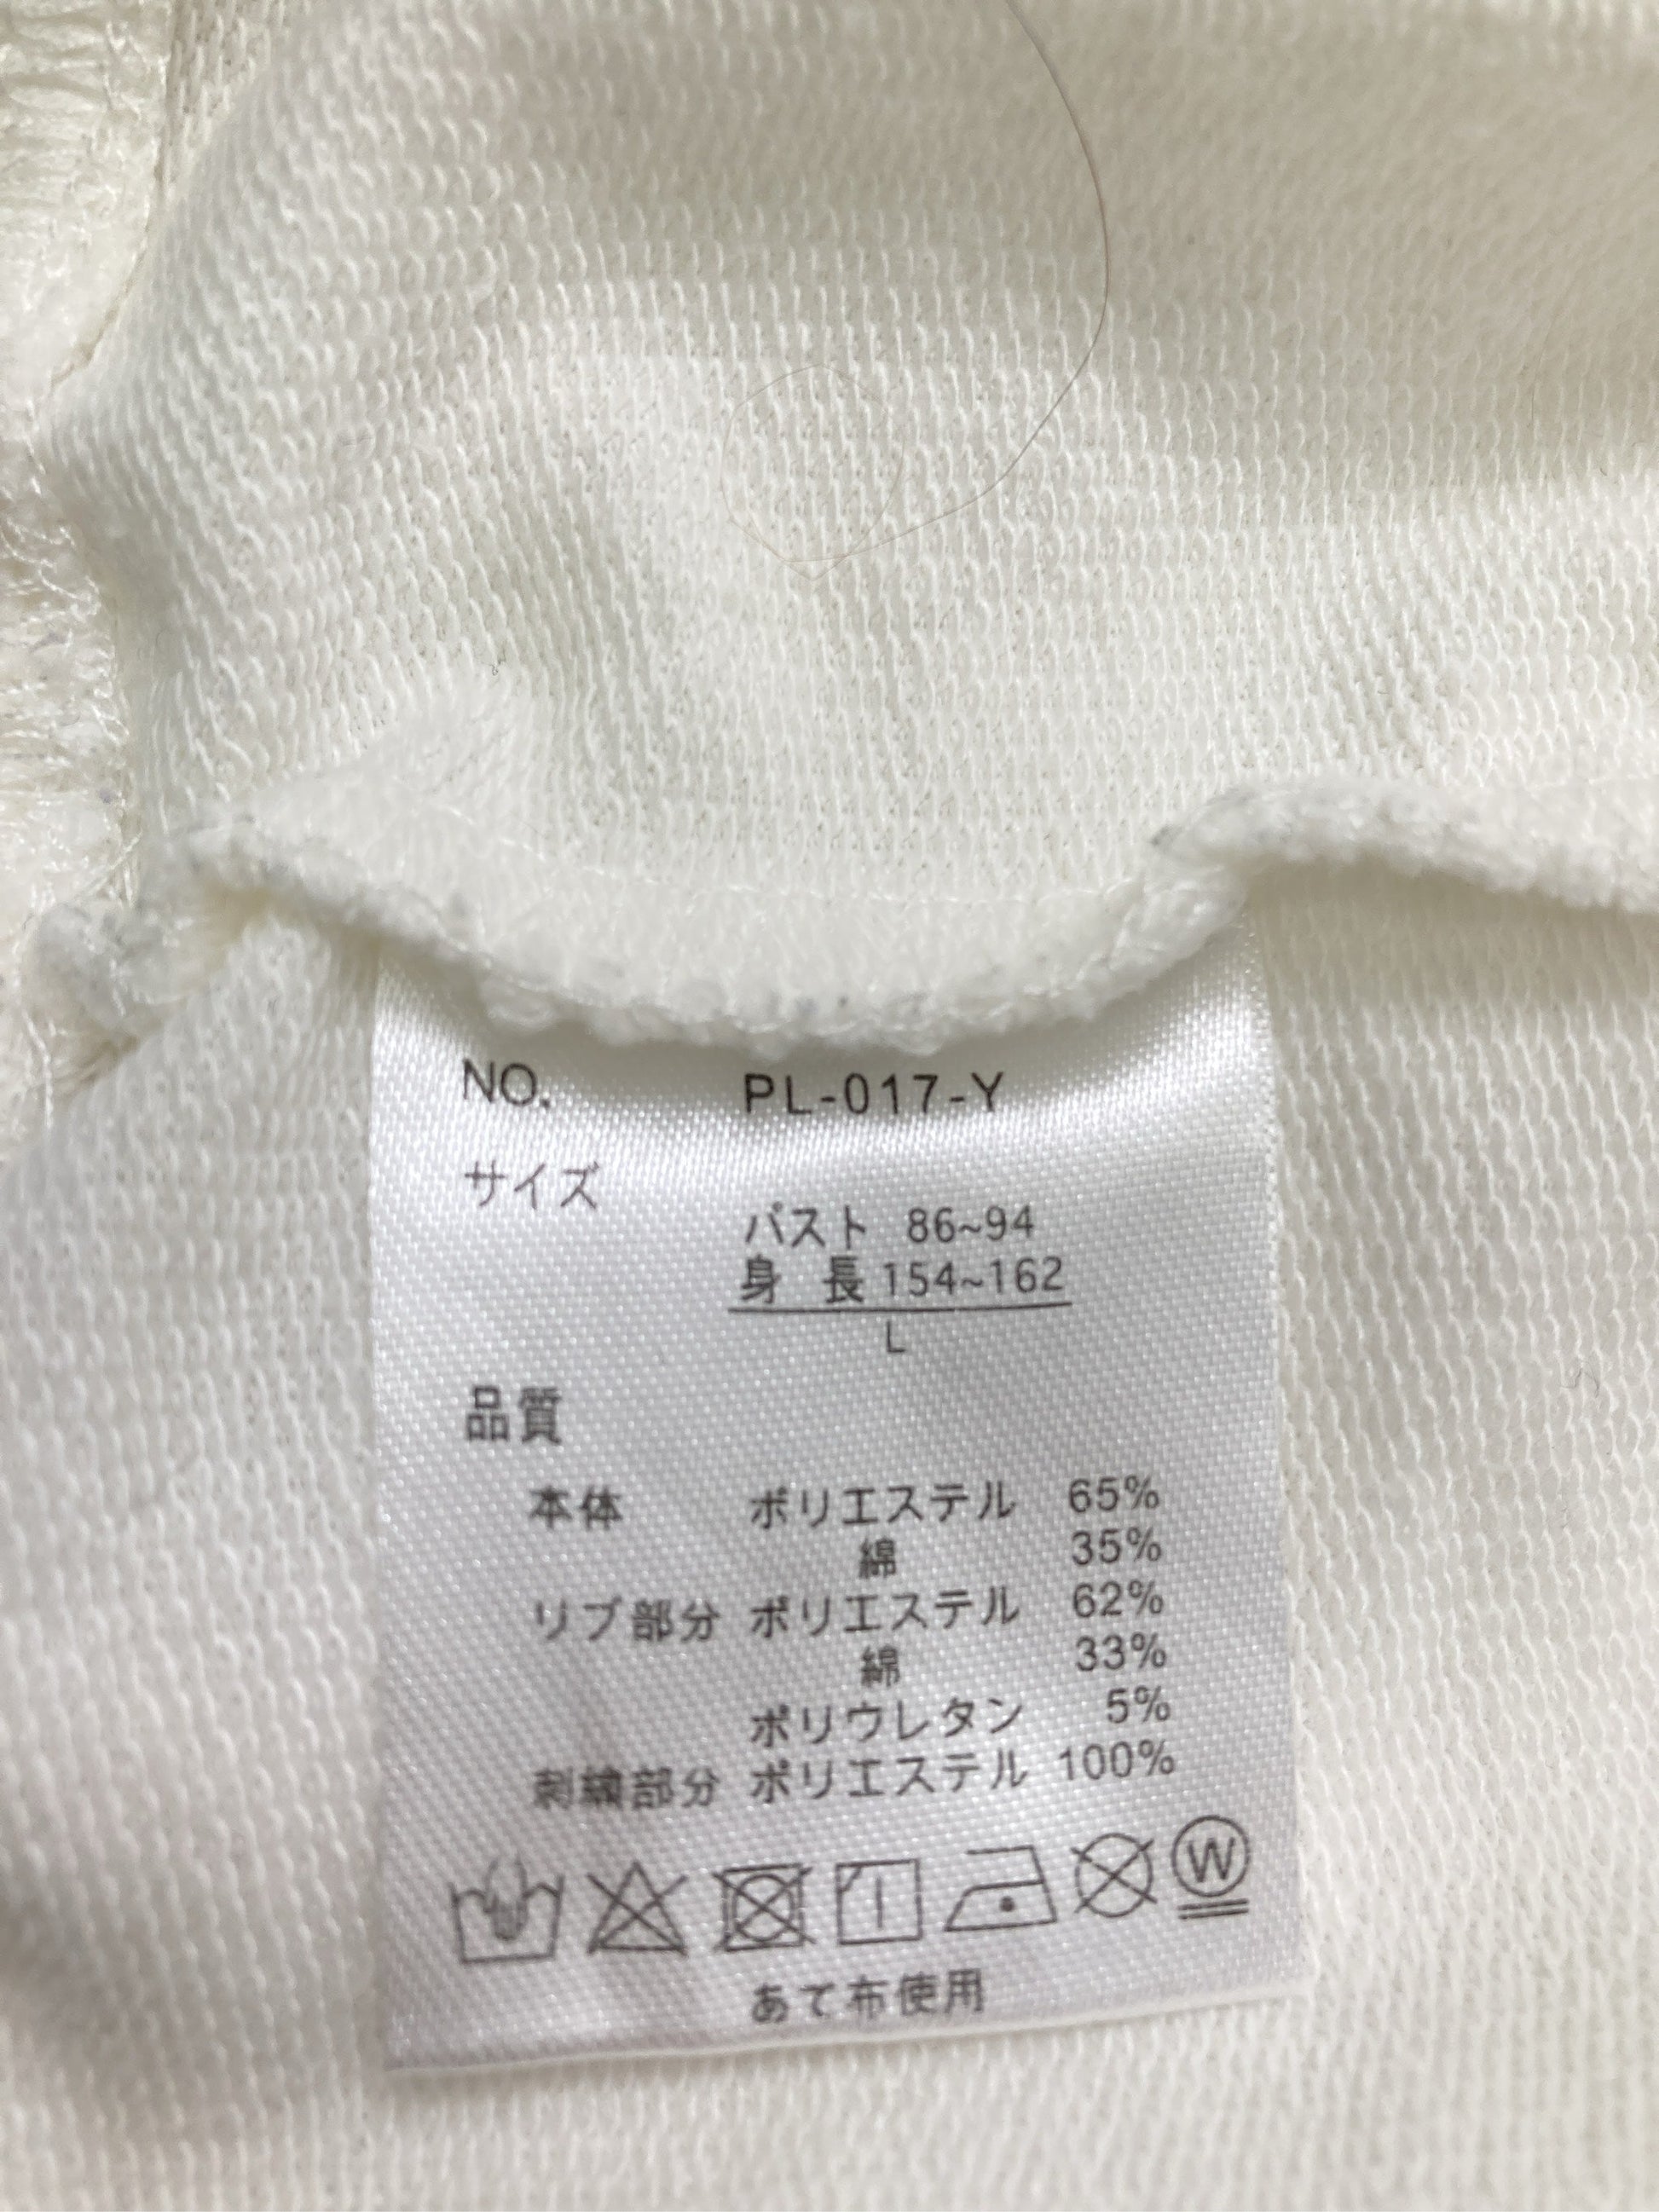 NO. PL-017-Y
サイズ
バスト 86~94
身 長 154~162
L
品質
本体 ポリエステル 65%
綿 35%
リブ部分 ポリエステル 62%
綿 33%
ポリウレタン 5%
刺繍部分 ポリエステル 100%
W
あて布使用